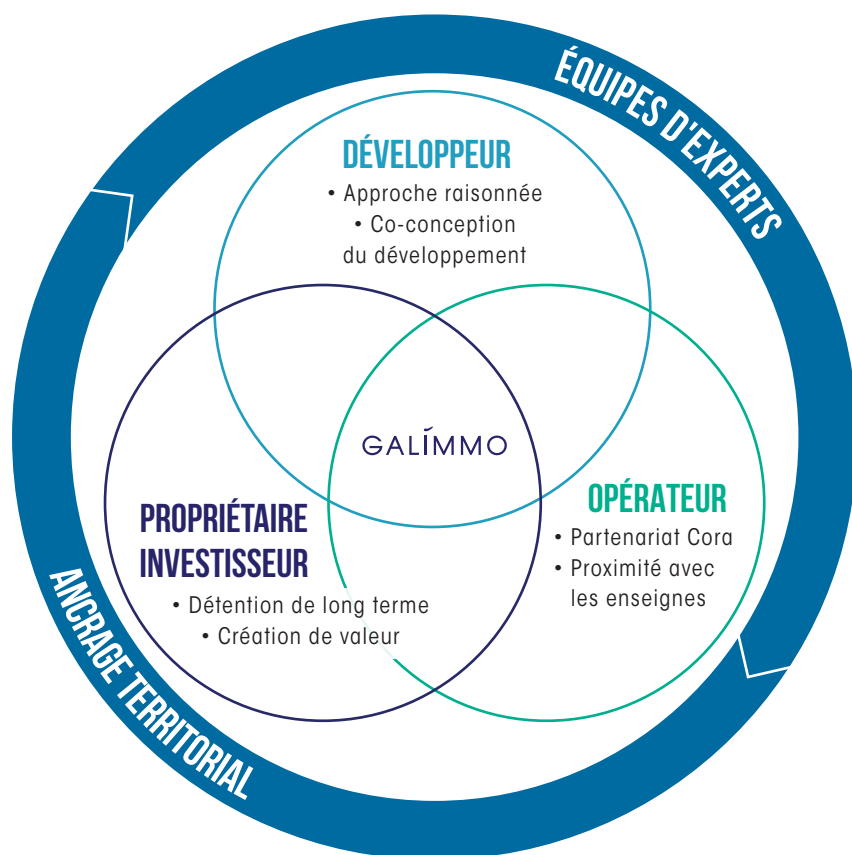 ÉQUIPES D'EXPERTS
DÉVELOPPEUR
• Approche raisonnée
• Co-conception
du développement
GALÍMMO
PROPRIÉTAIRE
INVESTISSEUR
• Détention de long terme
• Création de valeur
OPÉRATEUR
• Partenariat Cora
• Proximité avec
les enseignes
ANCRAGE TERRITORIAL